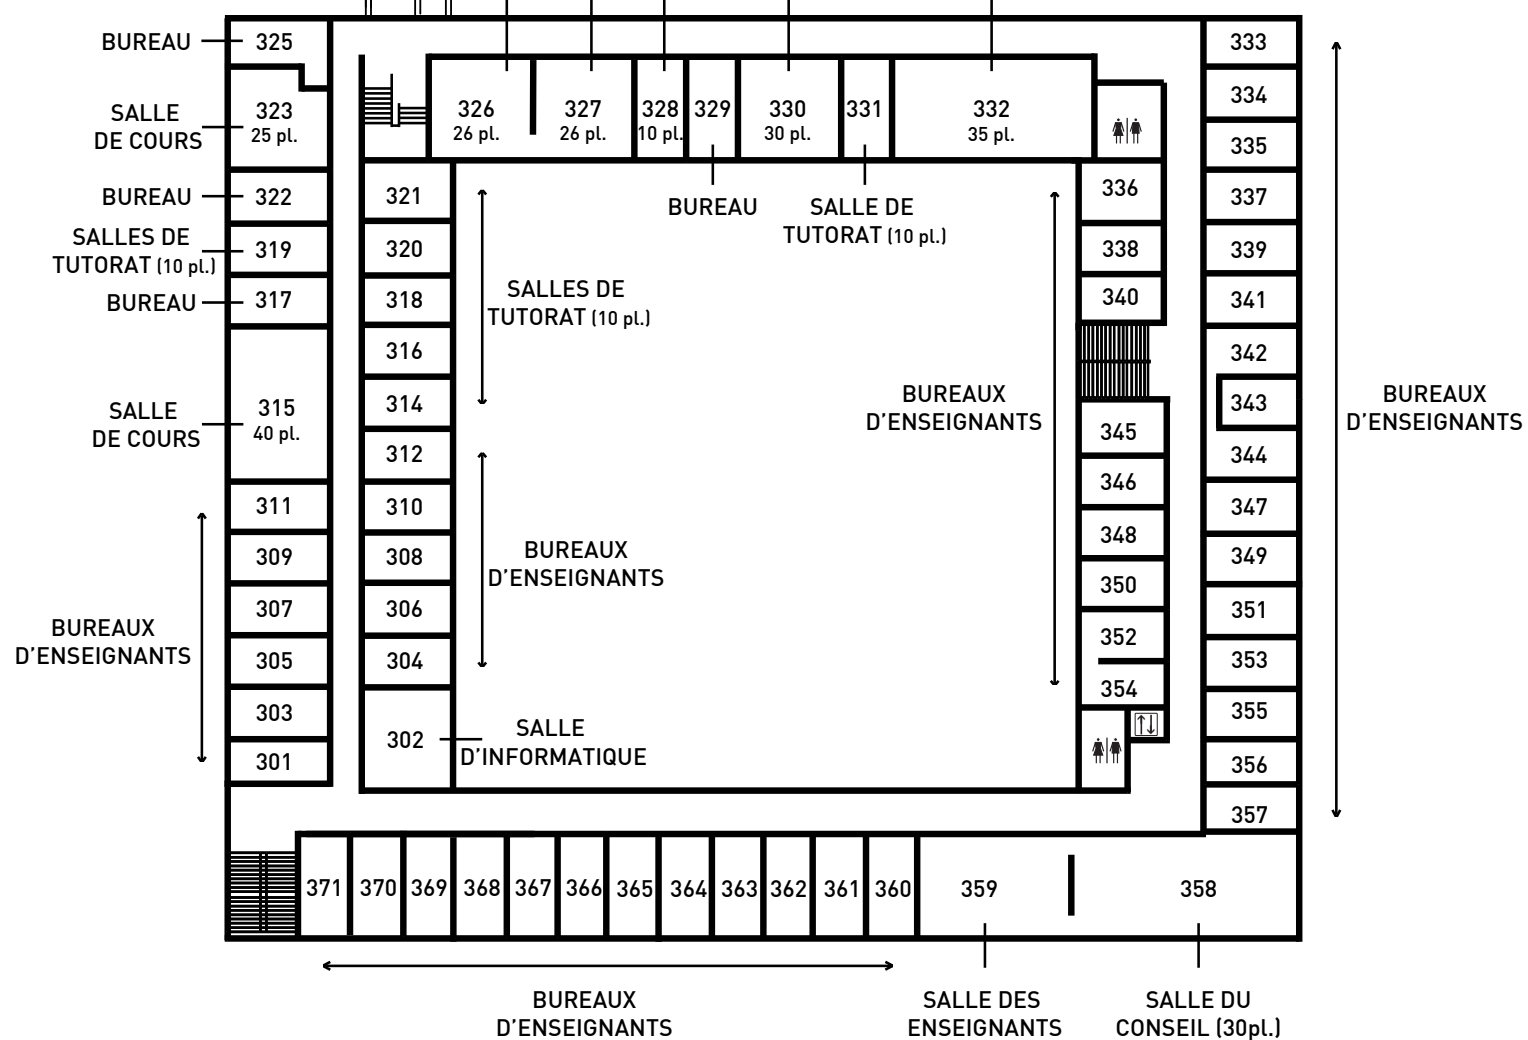 BUREAU
325
SALLE
DE COURS
323
25 pl.
BUREAU
322
SALLES DE
TUTORAT (10 pl.)
319
BUREAU
317
SALLE
DE COURS
315
40 pl.
311
309
307
305
303
301
BUREAUX
D’ENSEIGNANTS
321
320
318
316
314
312
310
308
306
304
302
SALLES DE
TUTORAT (10 pl.)
BUREAUX
D’ENSEIGNANTS
SALLE
D’INFORMATIQUE
326
26 pl.
327
26 pl.
328
10 pl.
329
330
30 pl.
331
332
35 pl.
BUREAU
SALLE DE
TUTORAT (10 pl.)
BUREAUX
D’ENSEIGNANTS
336
338
340
345
346
348
350
352
354
333
334
335
337
339
341
342
343
344
347
349
351
353
355
356
357
BUREAUX
D’ENSEIGNANTS
371 370 369 368 367 366 365 364 363 362 361 360 359 358
BUREAUX
D’ENSEIGNANTS
SALLE DES
ENSEIGNANTS
SALLE DU
CONSEIL (30pl.)